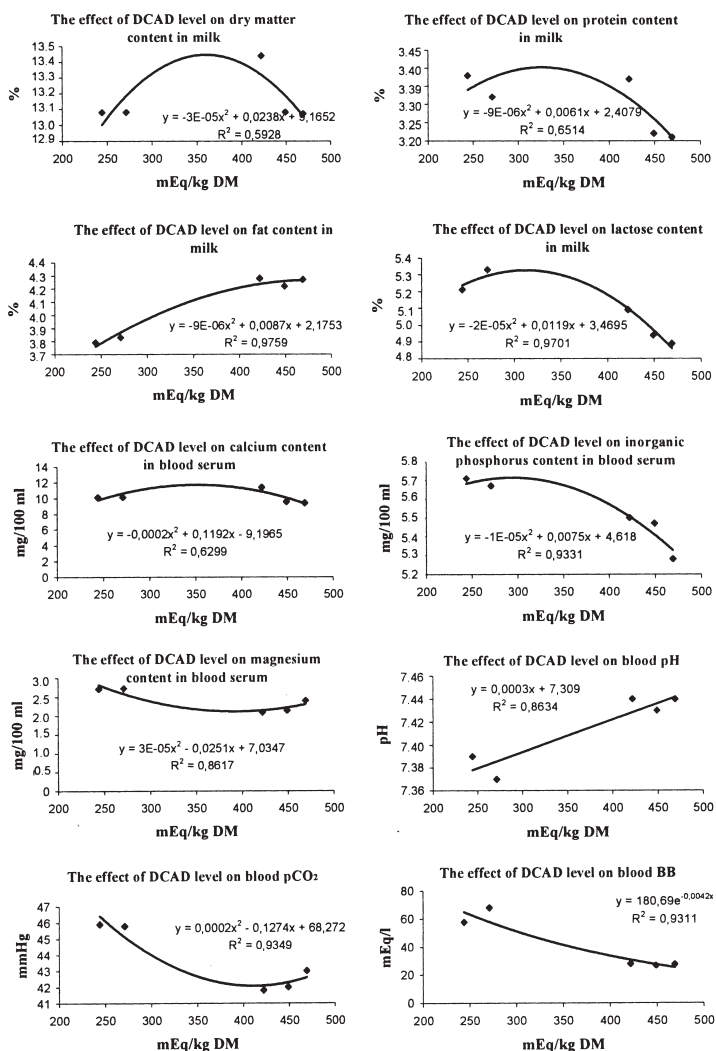 The effect of DCAD level on dry matter
content in milk
13.5
13.4
13.3
13.2
13.1
13.0
12.9
%
y = -3E-05x² + 0,0238x + 9,1652
R² = 0,5928
200 250 300 350 400 450 500
mEq/kg DM
The effect of DCAD level on protein content
in milk
3.40
3.40
3.30
3.20
3.20
%
y = -9E-06x² + 0,0061x + 2,4079
R² = 0,6514
200 250 300 350 400 450 500
mEq/kg DM
The effect of DCAD level on fat content in
milk
4.4
4.3
4.2
4.1
4.0
3.9
3.8
3.7
%
y = -9E-06x² + 0,0087x + 2,1753
R² = 0,9759
200 250 300 350 400 450 500
mEq/kg DM
The effect of DCAD level on lactose content
in milk
5.4
5.3
5.2
5.1
5.0
4.9
4.8
%
y = -2E-05x² + 0,0119x + 3,4695
R² = 0,9701
200 250 300 350 400 450 500
mEq/kg DM
The effect of DCAD level on calcium content
in blood serum
14
12
10
8
6
4
2
0
mg/100 ml
y = -0,0002x² + 0,1192x - 9,1965
R² = 0,6299
200 250 300 350 400 450 500
mEq/kg DM
The effect of DCAD level on inorganic
phosphorus content in blood serum
5.8
5.7
5.5
5.4
5.3
5.2
mg/100 ml
y = -1E-05x² + 0,0075x + 4,618
R² = 0,9331
200 250 300 350 400 450 500
mEq/kg DM
The effect of DCAD level on magnesium
content in blood serum
3.0
2.5
2.0
1.5
1.0
0.5
0
mg/100 ml
y = 3E-05x² - 0,0251x + 7,0347
R² = 0,8617
200 250 300 350 400 450 500
mEq/kg DM
The effect of DCAD level on blood pH
7.46
7.44
7.42
7.40
7.38
7.36
pH
y = 0,0003x + 7,309
R² = 0,8634
200 250 300 350 400 450 500
mEq/kg DM
The effect of DCAD level on blood pCO₂
47
46
45
44
43
42
41
mmHg
y = 0,0002x² - 0,1274x + 68,272
R² = 0,9349
200 250 300 350 400 450 500
mEq/kg DM
The effect of DCAD level on blood BB
80
60
40
20
0
mEq/l
y = 180,69e⁻⁰,⁰⁰⁴²ˣ
R² = 0,9311
200 250 300 350 400 450 500
mEq/kg DM